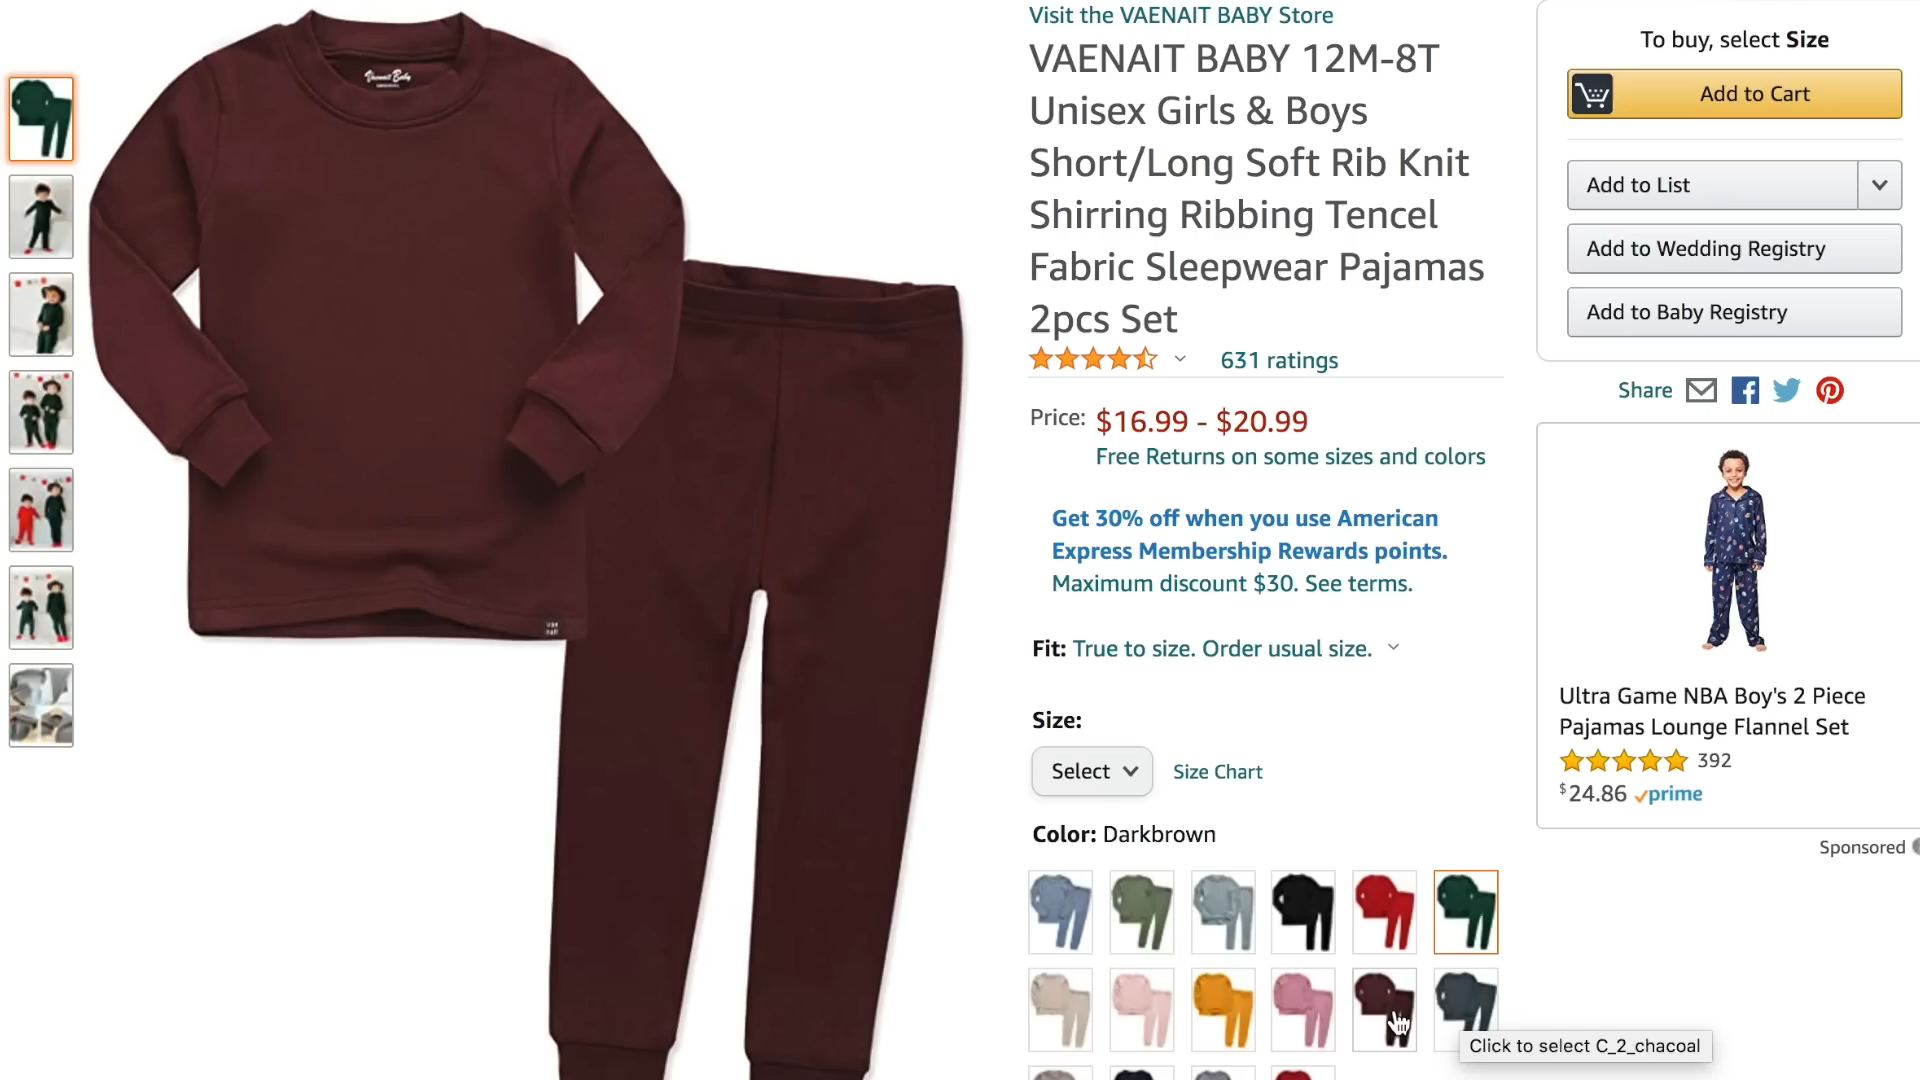 Vaenait Baby
vae
nait
Visit the VAENAIT BABY Store
VAENAIT BABY 12M-8T
Unisex Girls & Boys
Short/Long Soft Rib Knit
Shirring Ribbing Tencel
Fabric Sleepwear Pajamas
2pcs Set
631 ratings
Price: $16.99 - $20.99
Free Returns on some sizes and colors
Get 30% off when you use American
Express Membership Rewards points.
Maximum discount $30. See terms.
Fit: True to size. Order usual size.
Size:
Select
Size Chart
Color: Darkbrown
Click to select C_2_chacoal
To buy, select Size
Add to Cart
Add to List
Add to Wedding Registry
Add to Baby Registry
Share
Ultra Game NBA Boy's 2 Piece
Pajamas Lounge Flannel Set
392
$24.86 prime
Sponsored